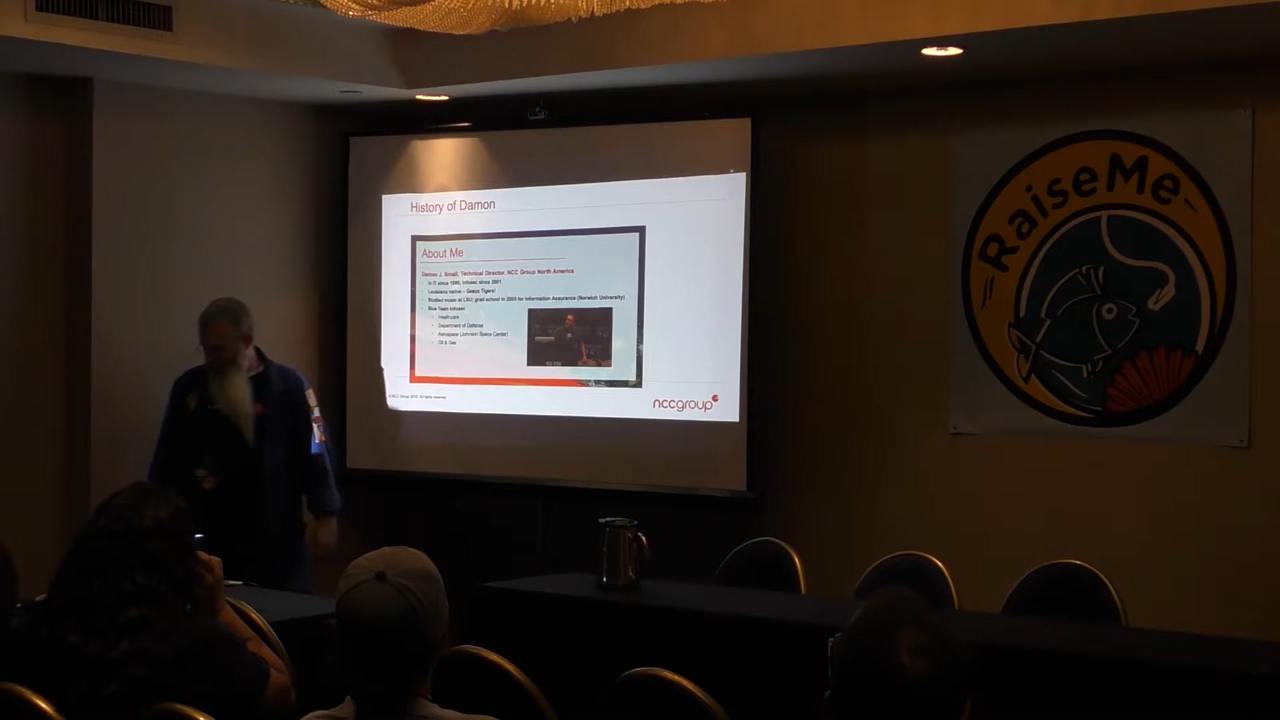 History of Damon
About Me
Damon J. Small, Technical Director, NCC Group North America
In IT since 1995, infosec since 2001
Louisiana native – Geaux Tigers!
Studied music at LSU; grad school in 2005 for Information Assurance (Norwich University)
Blue Team infosec
Healthcare
Department of Defense
Aerospace (Johnson Space Center)
Oil & Gas
nccgroup
RaiseMe